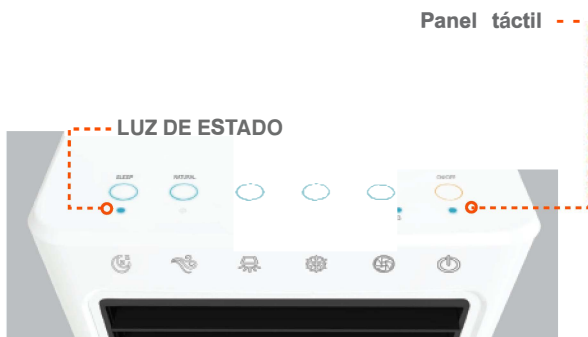 Panel táctil
LUZ DE ESTADO
SLEEP
NATURAL
ON/OFF